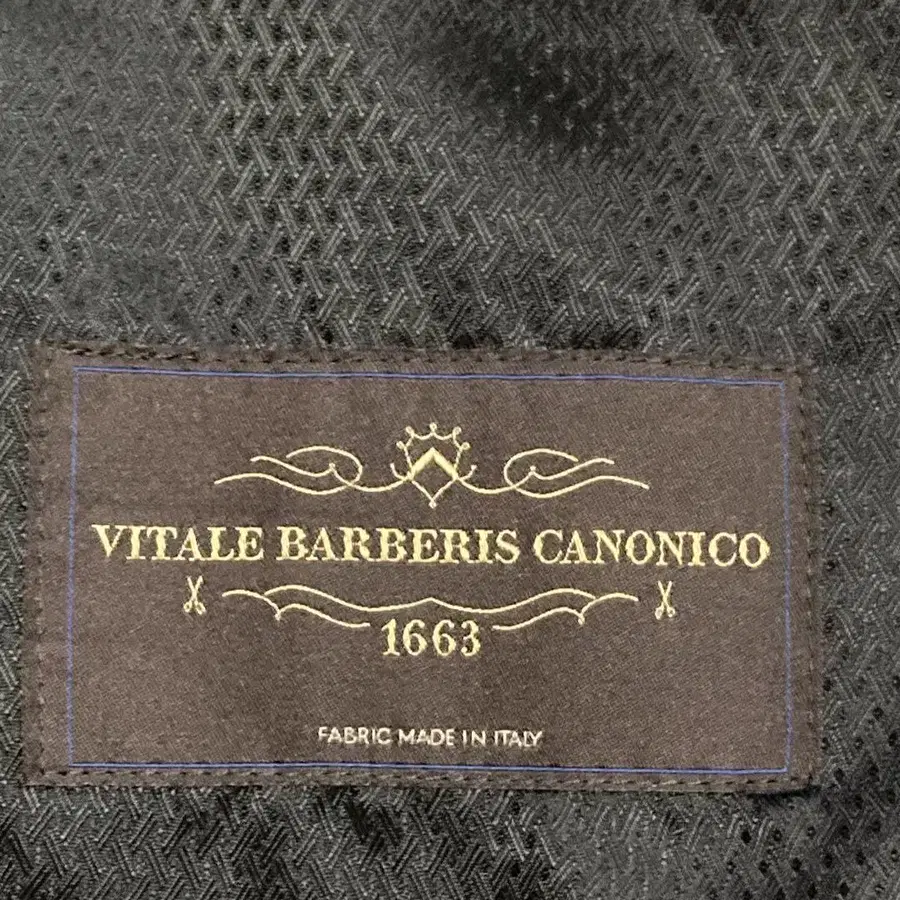 VITALE BARBERIS CANONICO
1663
FABRIC MADE IN ITALY